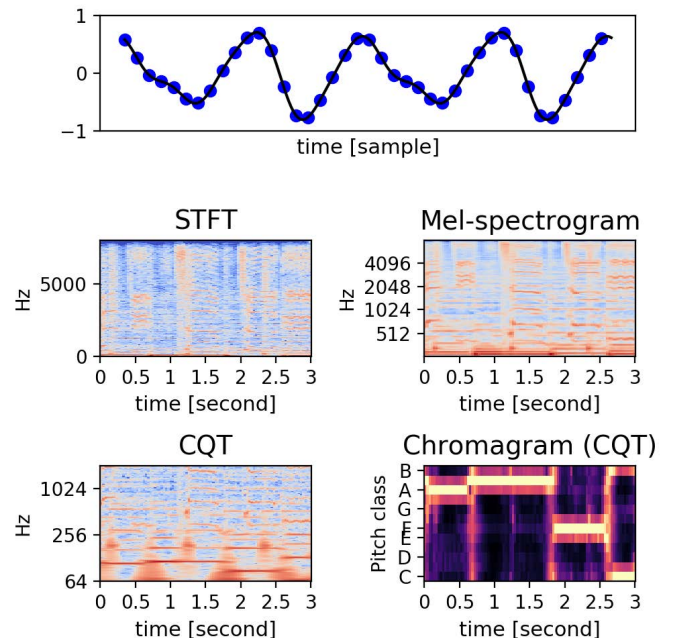 1
0
−1
time [sample]
STFT
Mel-spectrogram
Hz
5000
0
0 0.5 1 1.5 2 2.5 3
time [second]
Hz
4096
2048
1024
512
0 0.5 1 1.5 2 2.5 3
time [second]
CQT
Chromagram (CQT)
Hz
1024
256
64
0 0.5 1 1.5 2 2.5 3
time [second]
Pitch class
B
A
G
F
E
D
C
0 0.5 1 1.5 2 2.5 3
time [second]